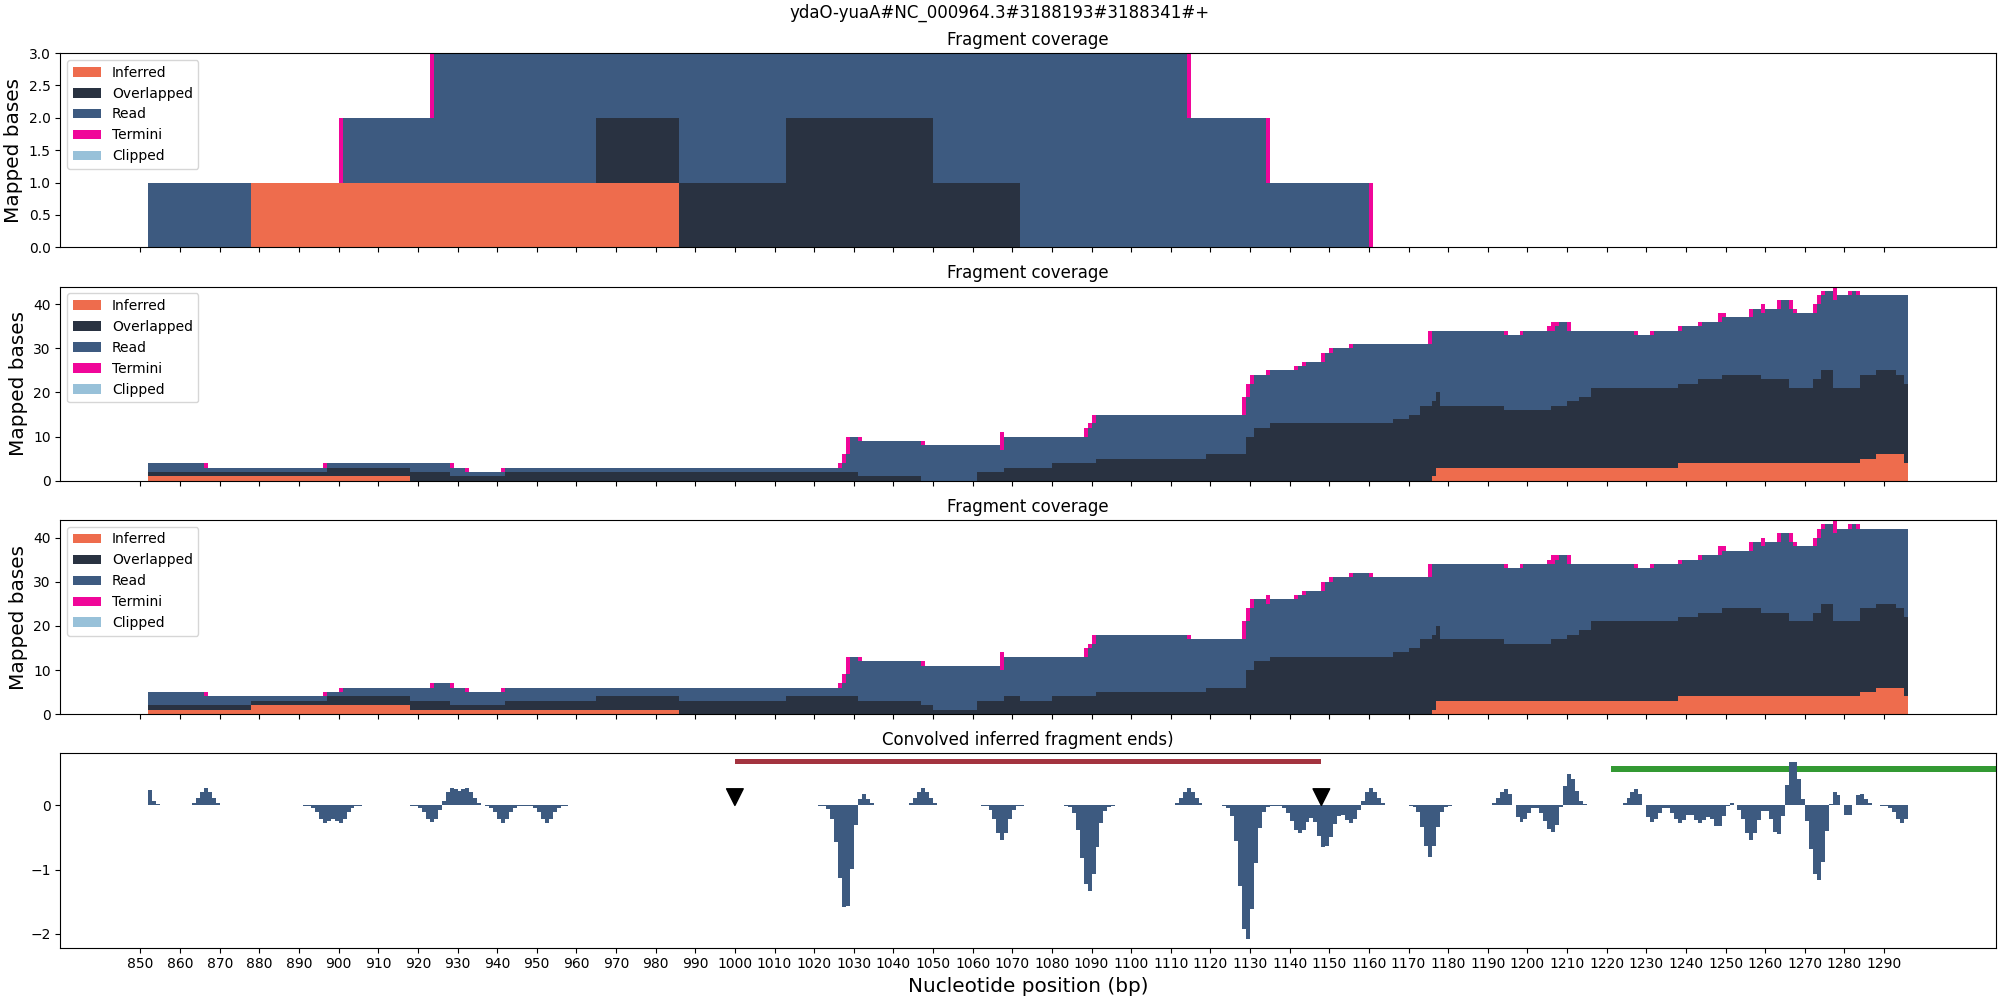 ydaO-yuaA#NC_000964.3#3188193#3188341#+
Fragment coverage
Mapped bases
3.0
2.5
2.0
1.5
1.0
0.5
0.0
Inferred
Overlapped
Read
Termini
Clipped
Fragment coverage
Mapped bases
40
30
20
10
0
Inferred
Overlapped
Read
Termini
Clipped
Fragment coverage
Mapped bases
40
30
20
10
0
Inferred
Overlapped
Read
Termini
Clipped
Convolved inferred fragment ends)
0
−1
−2
850 860 870 880 890 900 910 920 930 940 950 960 970 980 990 1000 1010 1020 1030 1040 1050 1060 1070 1080 1090 1100 1110 1120 1130 1140 1150 1160 1170 1180 1190 1200 1210 1220 1230 1240 1250 1260 1270 1280 1290
Nucleotide position (bp)